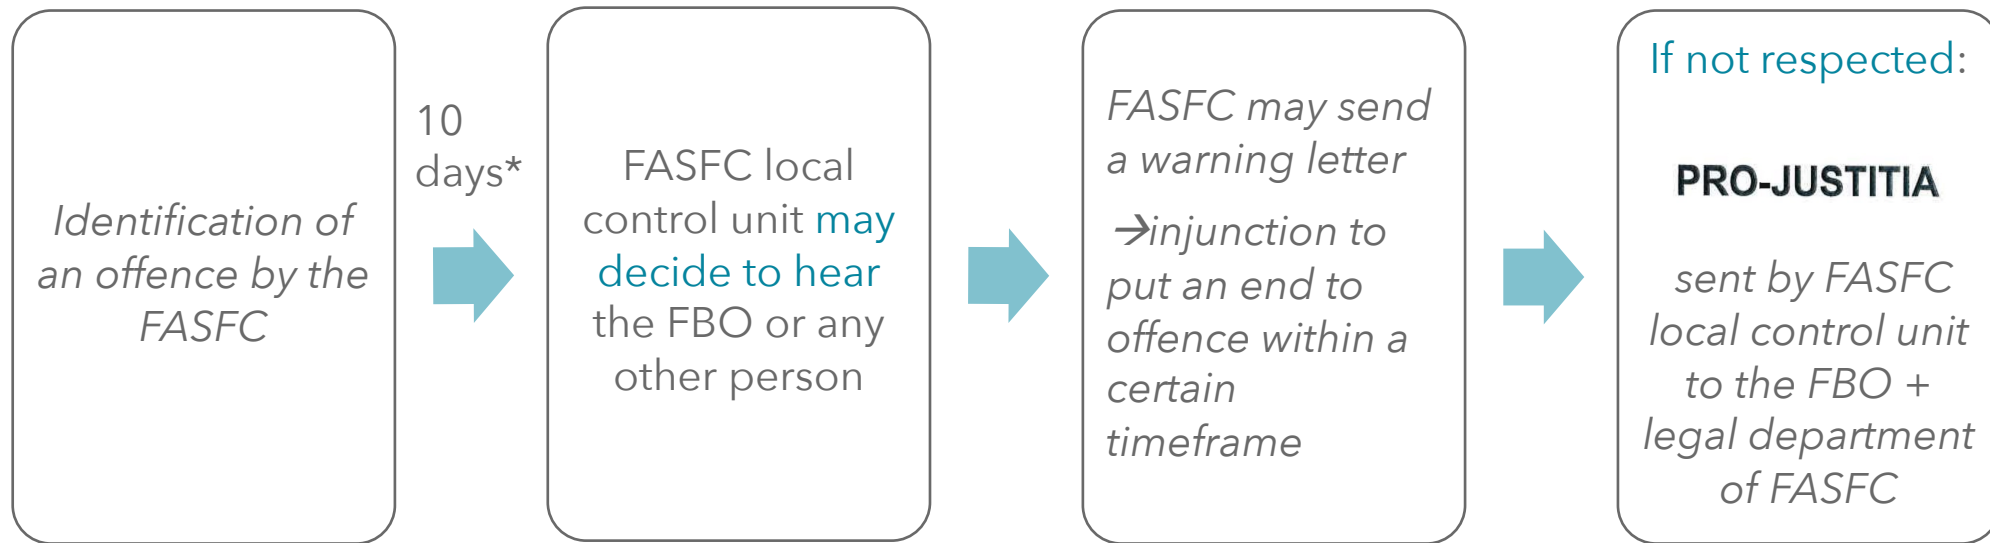 Identification of
an offence by the
FASFC
10
days*
FASFC local
control unit may
decide to hear
the FBO or any
other person
FASFC may send
a warning letter
→injunction to
put an end to
offence within a
certain
timeframe
If not respected:
PRO-JUSTITIA
sent by FASFC
local control unit
to the FBO +
legal department
of FASFC